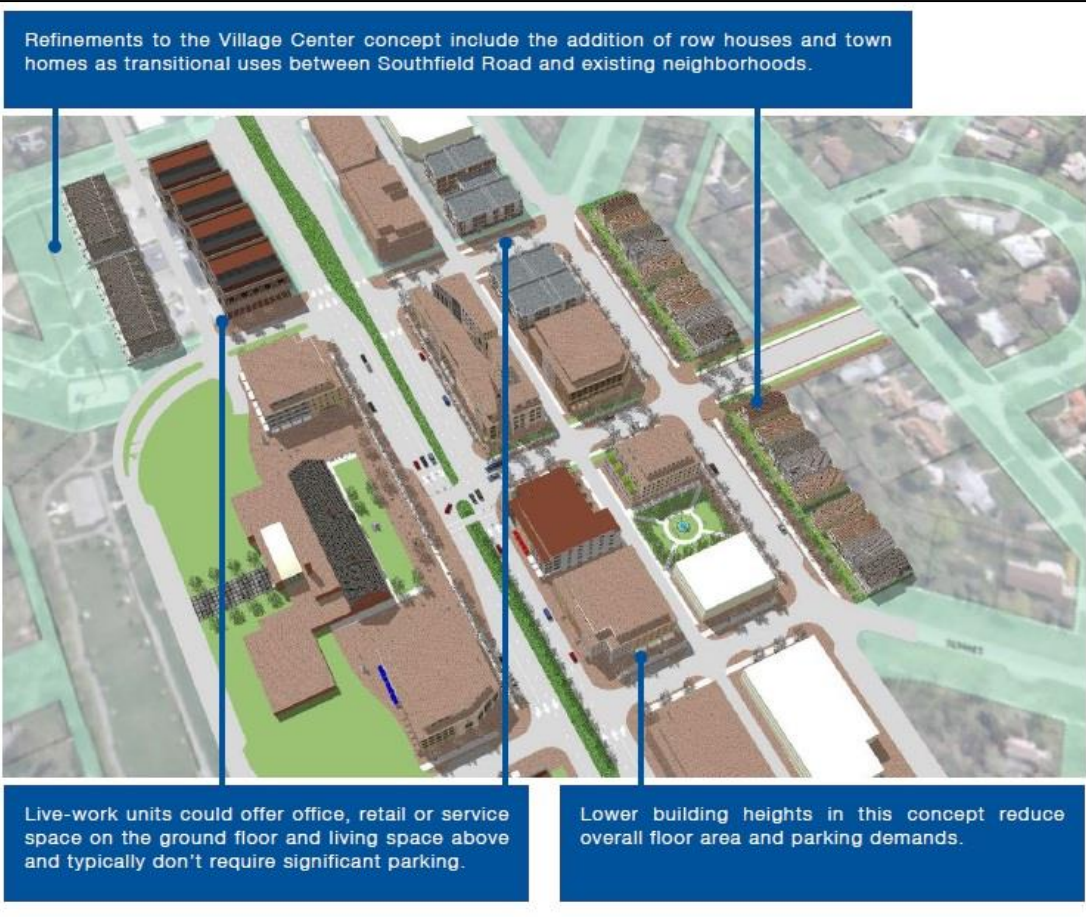 Refinements to the Village Center concept include the addition of row houses and town
homes as transitional uses between Southfield Road and existing neighborhoods.
Live-work units could offer office, retail or service
space on the ground floor and living space above
and typically don't require significant parking.
Lower building heights in this concept reduce
overall floor area and parking demands.